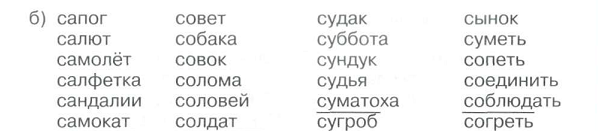 б) сапог совет судак сынок
салют собака суббота суметь
самолёт совок сундук сопеть
салфетка солома судья соединить
сандалии соловей суматоха соблюдать
самокат солдат сугроб согреть